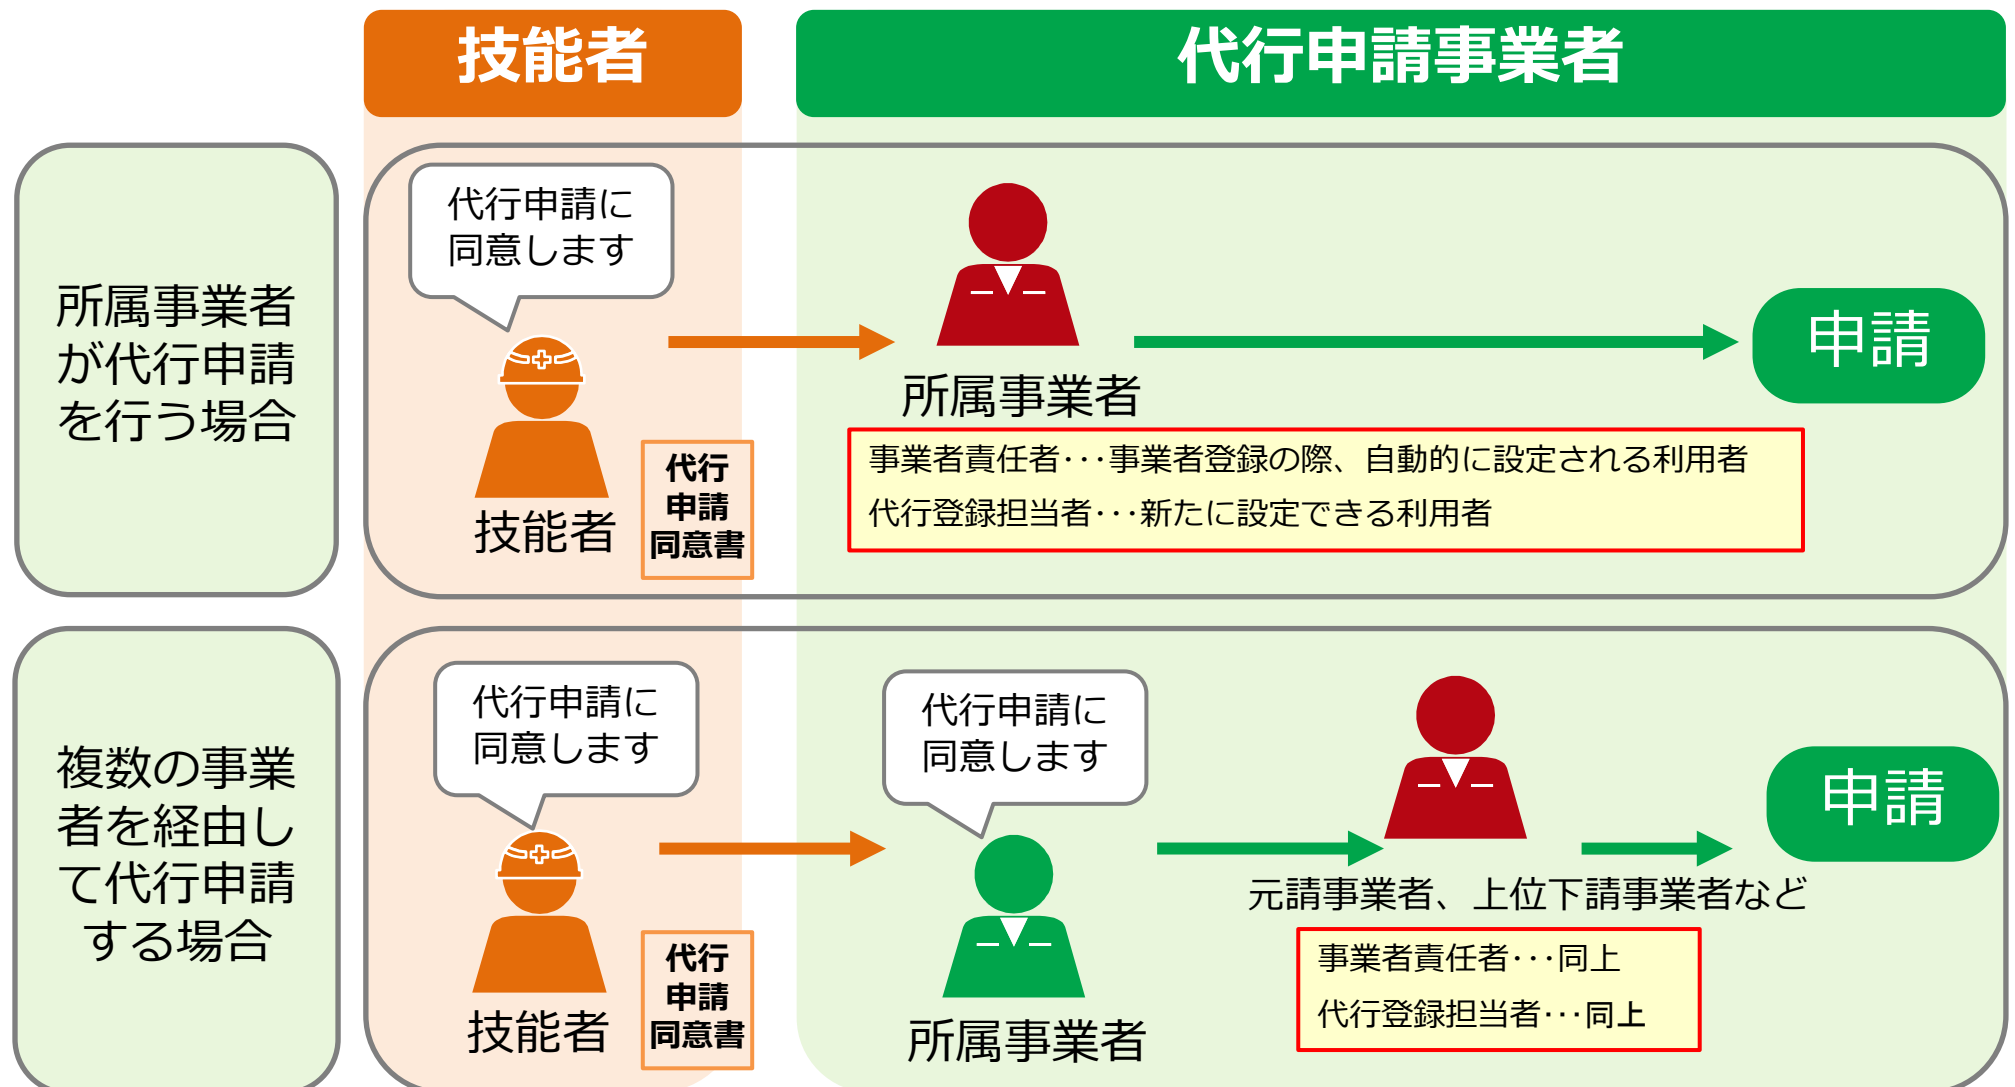 技能者
代行申請事業者
所属事業者
が代行申請
を行う場合
代行申請に
同意します
技能者
代行
申請
同意書
所属事業者
事業者責任者･･･事業者登録の際、自動的に設定される利用者
代行登録担当者･･･新たに設定できる利用者
申請
複数の事業
者を経由し
て代行申請
する場合
代行申請に
同意します
技能者
代行
申請
同意書
代行申請に
同意します
所属事業者
元請事業者、上位下請事業者など
事業者責任者･･･同上
代行登録担当者･･･同上
申請